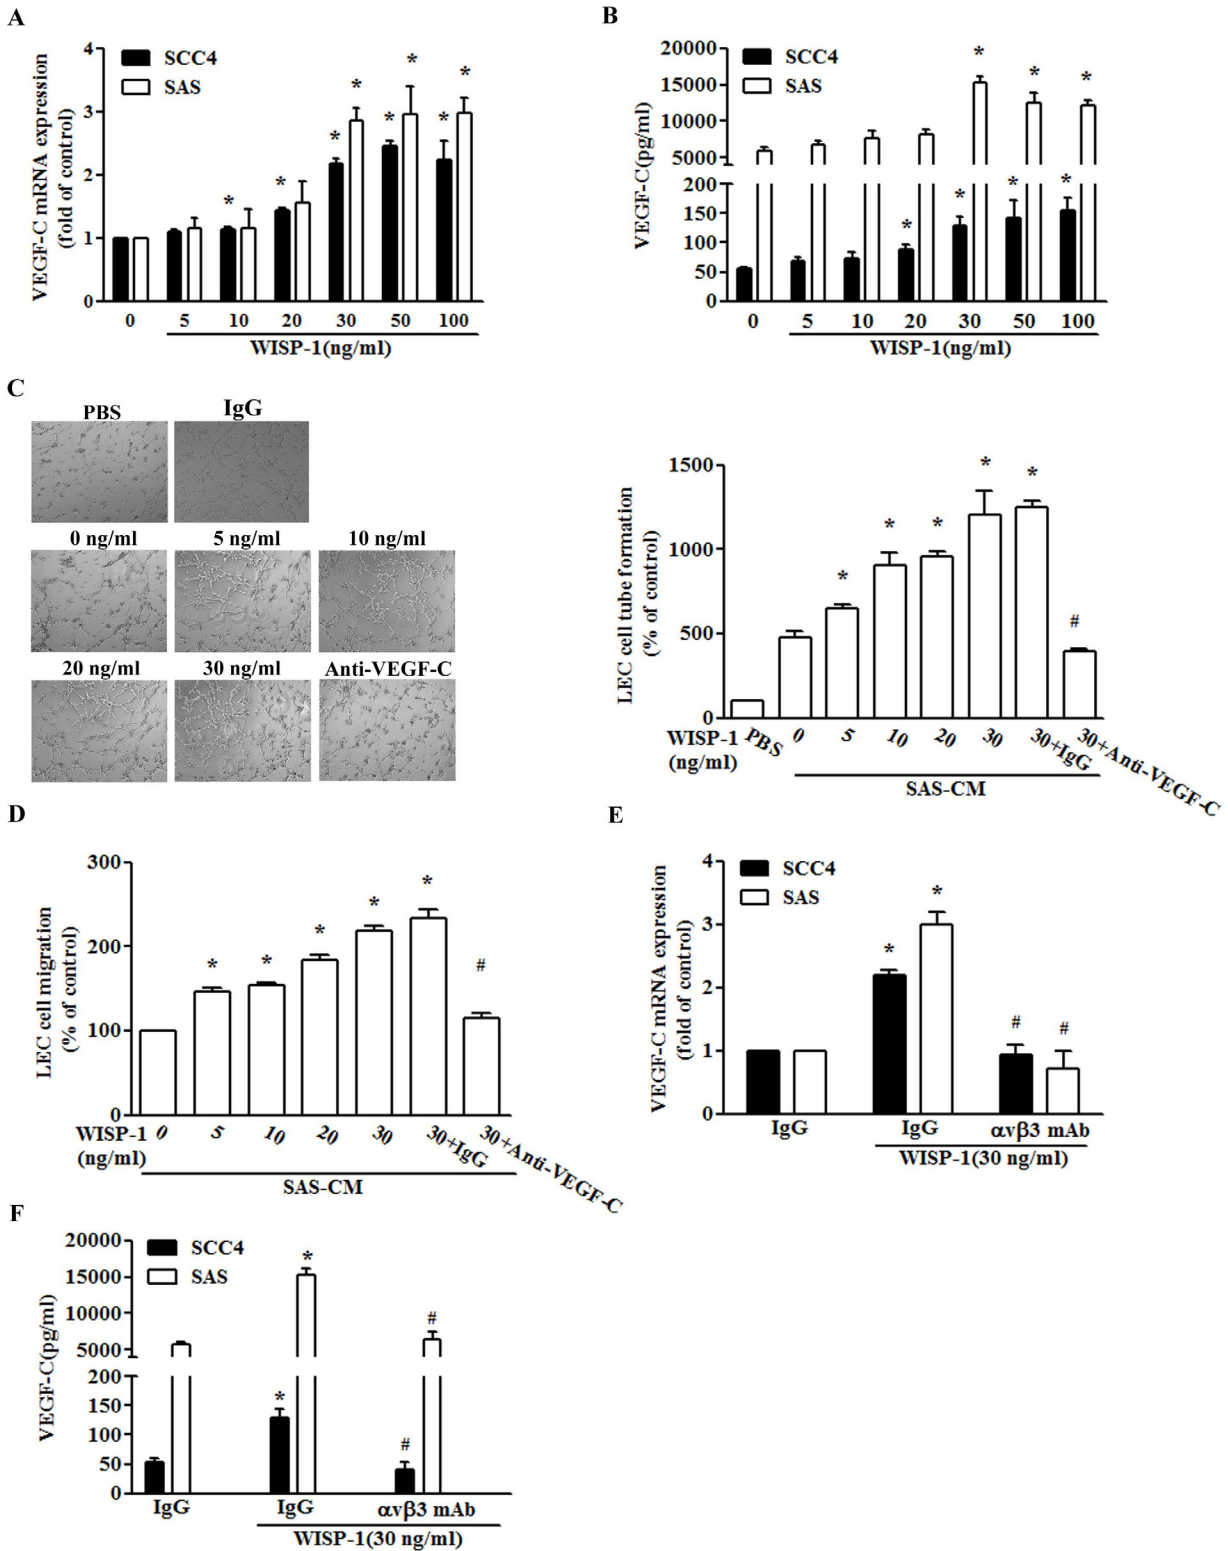 A
VEGF-C mRNA expression
(fold of control)
4
3
2
1
0
SCC4
SAS
*
*
*
*
*
*
*
*
0 5 10 20 30 50 100
WISP-1(ng/ml)
B
VEGF-C(pg/ml)
20000
15000
10000
5000
200
150
100
50
0
SCC4
SAS
*
*
*
*
*
*
*
0 5 10 20 30 50 100
WISP-1(ng/ml)
C
PBS IgG
0 ng/ml 5 ng/ml 10 ng/ml
20 ng/ml 30 ng/ml Anti-VEGF-C
LEC cell tube formation
(% of control)
1500
1000
500
0
* * * * * #
WISP-1
(ng/ml)
PBS 0 5 10 20 30 30+IgG 30+Anti-VEGF-C
SAS-CM
D
LEC cell migration
(% of control)
300
200
100
0
* * * * * #
WISP-1
(ng/ml)
0 5 10 20 30 30+IgG 30+Anti-VEGF-C
SAS-CM
E
VEGF-C mRNA expression
(fold of control)
4
3
2
1
0
SCC4
SAS
* * # #
IgG IgG αvβ3 mAb
WISP-1(30 ng/ml)
F
VEGF-C(pg/ml)
20000
15000
10000
5000
200
150
100
50
0
SCC4
SAS
* * # #
IgG IgG αvβ3 mAb
WISP-1(30 ng/ml)